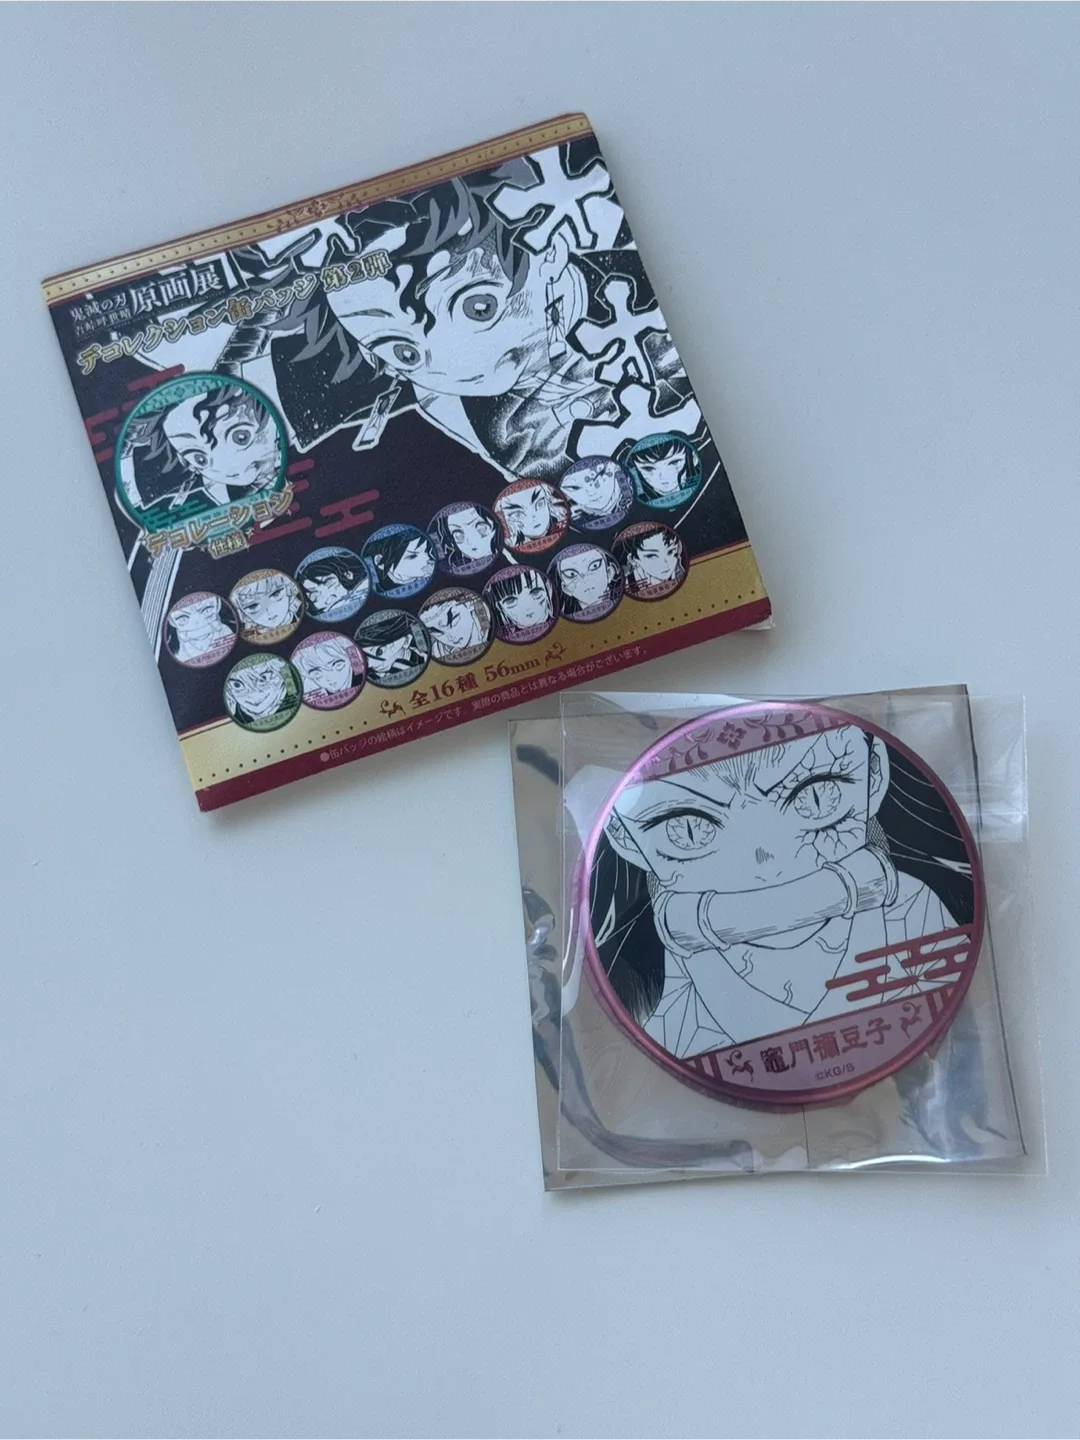 鬼滅の刃
吾峠呼世晴
原画展
デコレクション缶バッジ 第2弾
デコレーション
仕様
全16種 56mm
●缶バッジの絵柄はイメージです。実際の商品とは異なる場合がございます。
竈門禰豆子
©KG/S